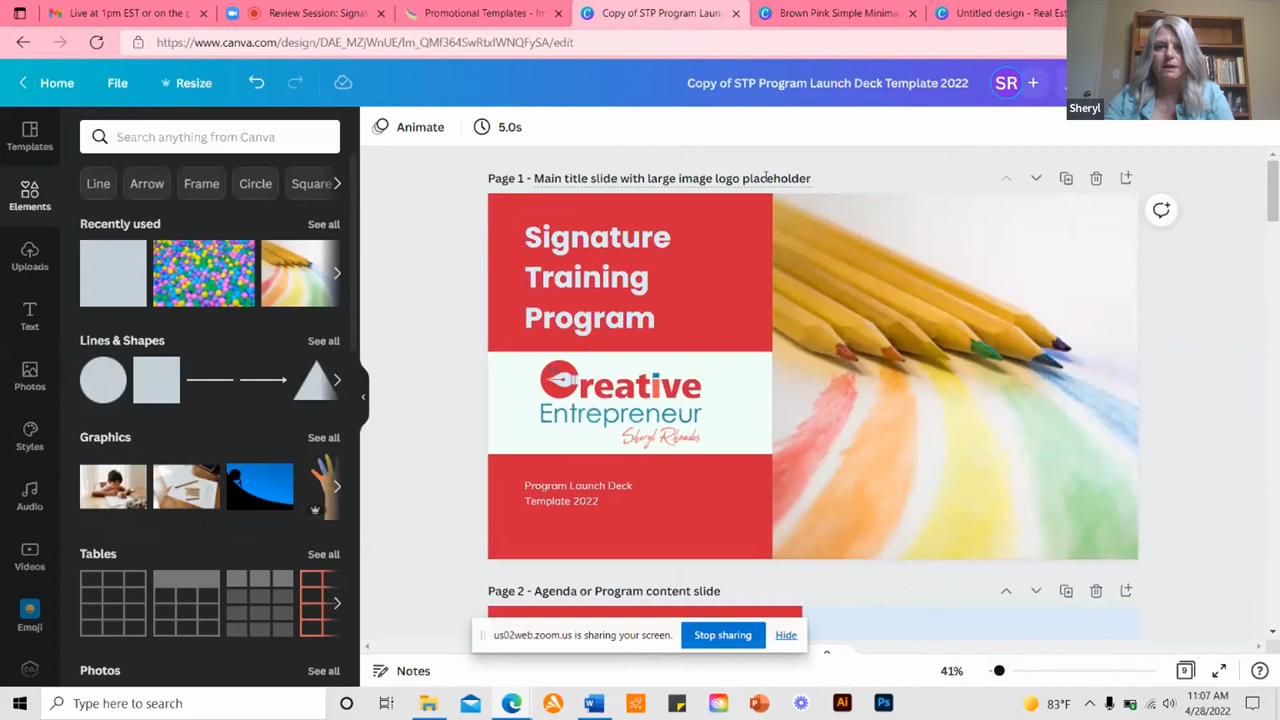 Live at 1pm EST or on the p
Review Session: Signat
Promotional Templates - Im
Copy of STP Program Laun
Brown Pink Simple Minima
Untitled design - Real Est
https://www.canva.com/design/DAE_MZjWnUE/lm_QMf364SwRtxIWNQFySA/edit
Home
File
Resize
Copy of STP Program Launch Deck Template 2022
SR
Sheryl
Templates
Elements
Uploads
Text
Photos
Styles
Audio
Videos
Emoji
Search anything from Canva
Line
Arrow
Frame
Circle
Square
Recently used
See all
Lines & Shapes
See all
Graphics
See all
Tables
See all
Photos
See all
Animate
5.0s
Page 1 - Main title slide with large image logo placeholder
Signature
Training
Program
Creative
Entrepreneur
Sheryl Rhoades
Program Launch Deck
Template 2022
Page 2 - Agenda or Program content slide
us02web.zoom.us is sharing your screen.
Stop sharing
Hide
Notes
41%
9
Type here to search
Ai
Ps
83°F
11:07 AM
4/28/2022